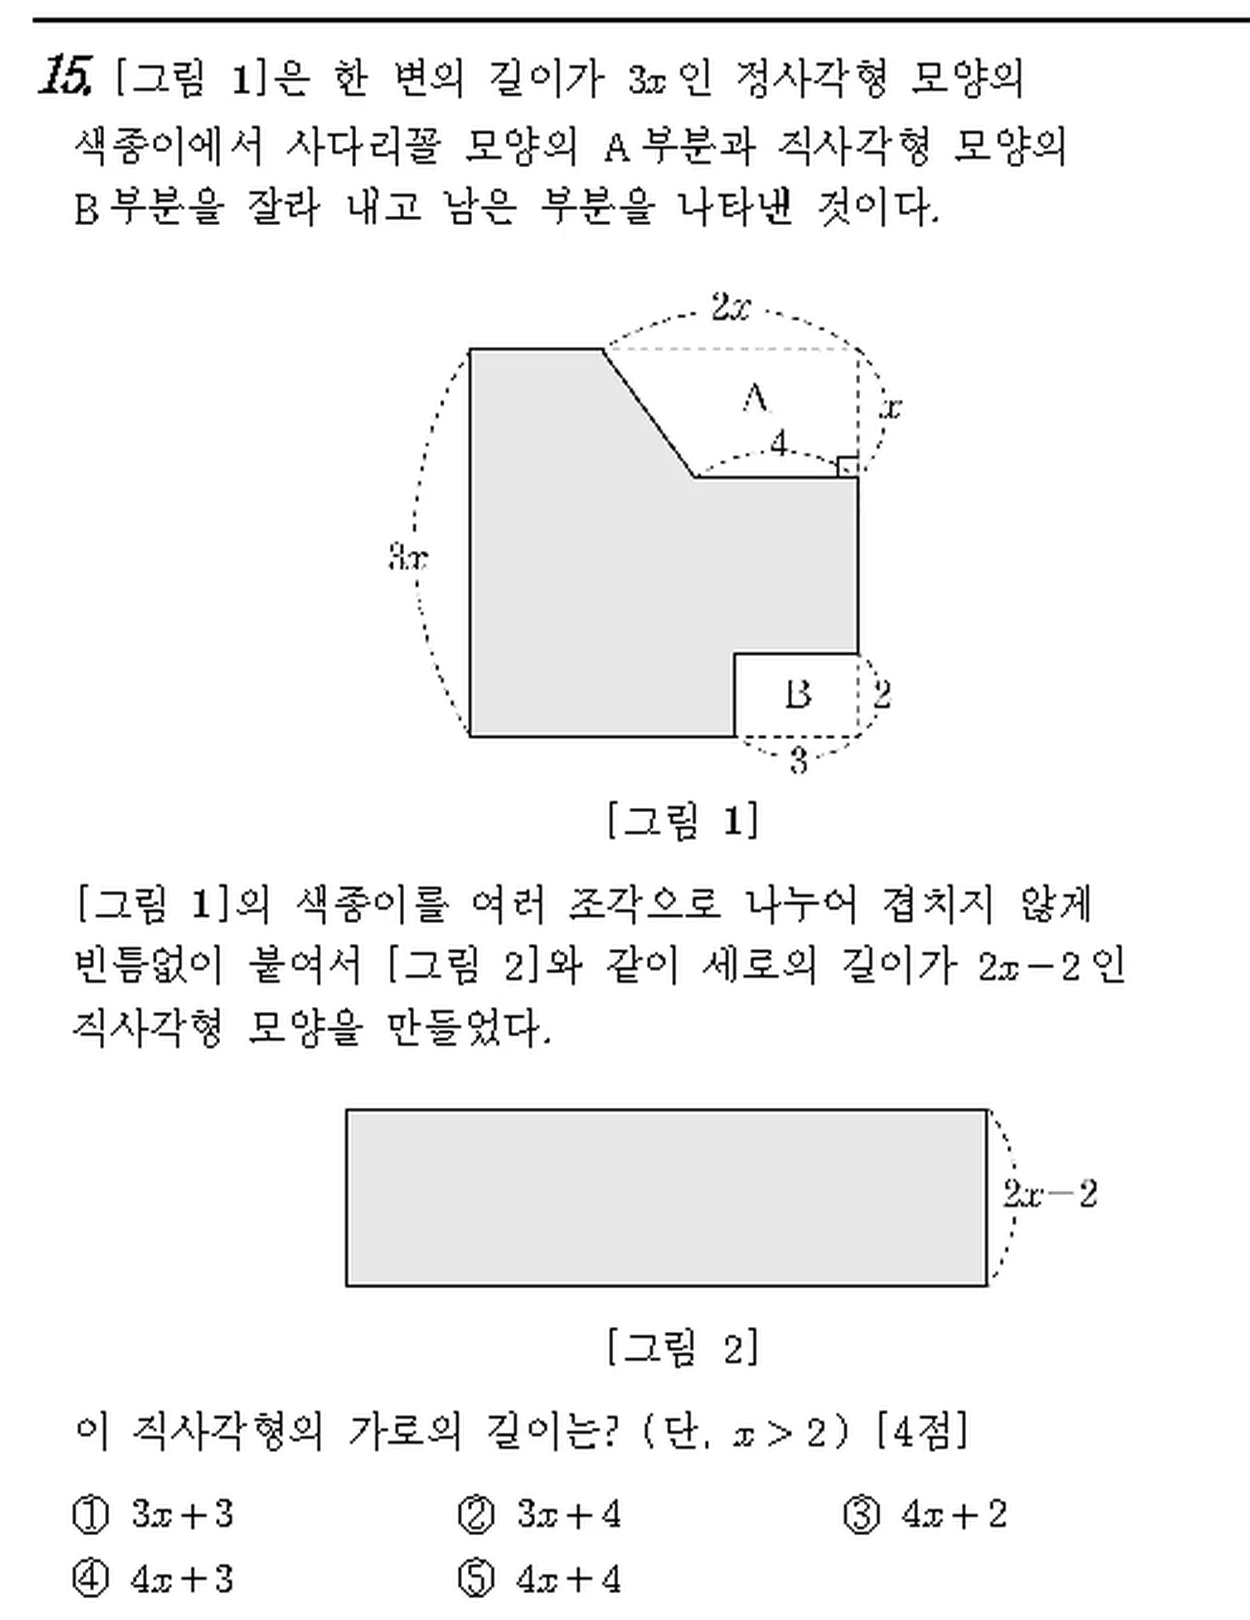 15. [그림 1]은 한 변의 길이가 3x인 정사각형 모양의
색종이에서 사다리꼴 모양의 A부분과 직사각형 모양의
B부분을 잘라 내고 남은 부분을 나타낸 것이다.
2x
A
x
4
3x
B
2
3
[그림 1]
[그림 1]의 색종이를 여러 조각으로 나누어 겹치지 않게
빈틈없이 붙여서 [그림 2]와 같이 세로의 길이가 2x-2인
직사각형 모양을 만들었다.
2x-2
[그림 2]
이 직사각형의 가로의 길이는? (단, x>2) [4점]
① 3x+3 ② 3x+4 ③ 4x+2
④ 4x+3 ⑤ 4x+4